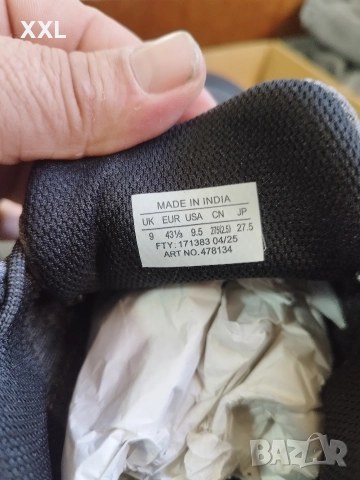 XXL
MADE IN INDIA
UK EUR USA CN JP
9 43⅓ 9.5 275(2.5) 27.5
FTY: 171383 04/25
ART NO. 478134
BAZAR